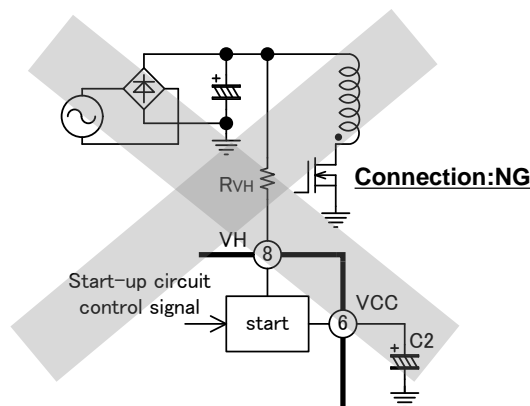 +
RVH
Connection:NG
VH
8
Start-up circuit
control signal
start
VCC
6
+
C2